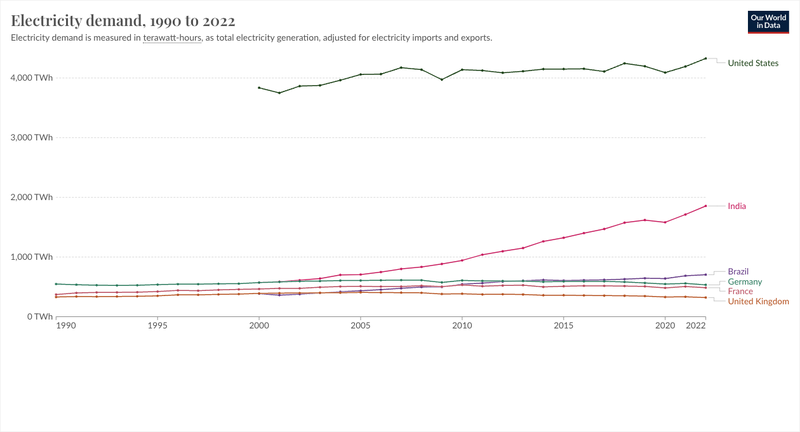 Electricity demand, 1990 to 2022
Our World
in Data
Electricity demand is measured in terawatt-hours, as total electricity generation, adjusted for electricity imports and exports.
4,000 TWh
3,000 TWh
2,000 TWh
1,000 TWh
0 TWh
United States
India
Brazil
Germany
France
United Kingdom
1990
1995
2000
2005
2010
2015
2020
2022